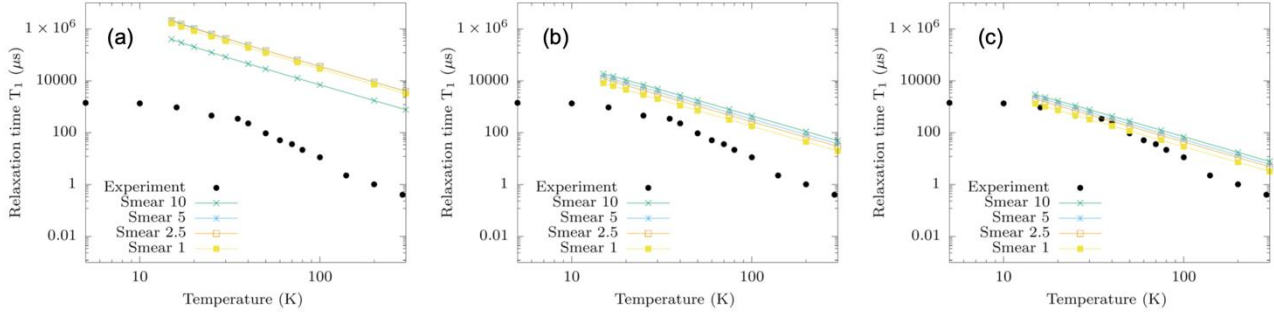 (a)
Relaxation time T₁ (μs)
1 × 10⁶
10000
100
1
0.01
Experiment
Smear 10
Smear 5
Smear 2.5
Smear 1
10
100
Temperature (K)
(b)
Relaxation time T₁ (μs)
1 × 10⁶
10000
100
1
0.01
Experiment
Smear 10
Smear 5
Smear 2.5
Smear 1
10
100
Temperature (K)
(c)
Relaxation time T₁ (μs)
1 × 10⁶
10000
100
1
0.01
Experiment
Smear 10
Smear 5
Smear 2.5
Smear 1
10
100
Temperature (K)